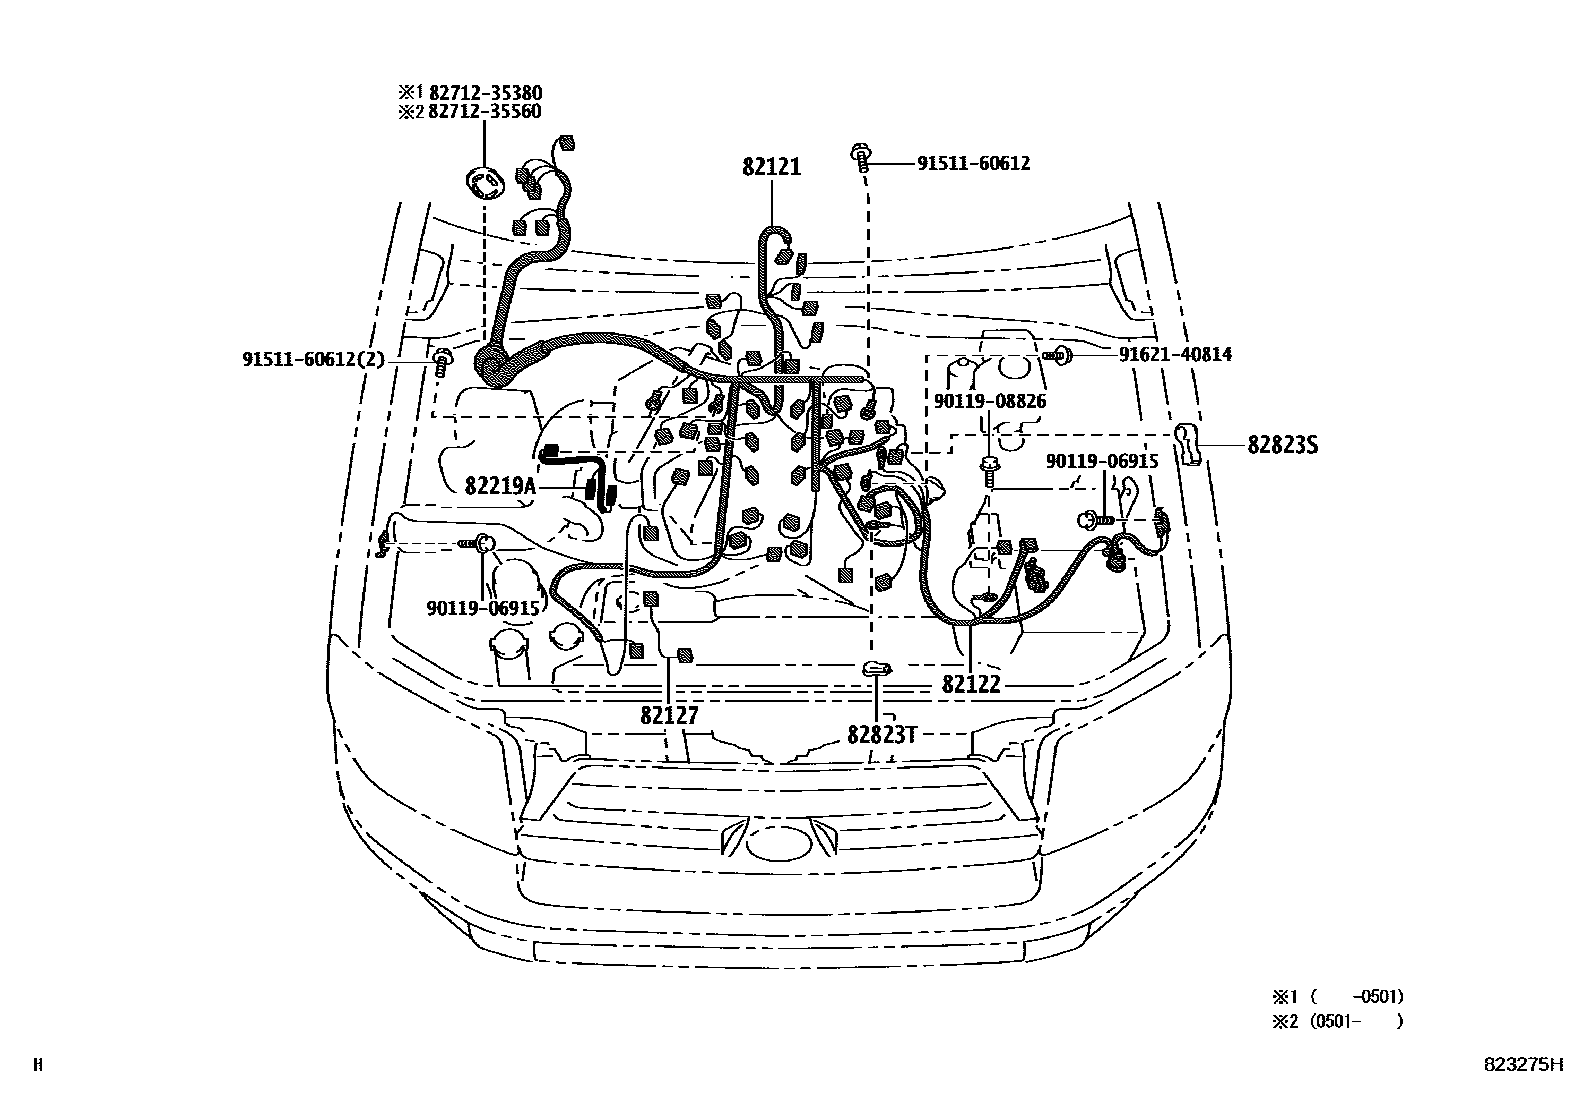 ※1 82712-35380
※2 82712-35560
82121
91511-60612
91511-60612(2)
91621-40814
90119-08826
82823S
90119-06915
82219A
90119-06915
82122
82127
82823T
※1 (    -0501)
※2 (0501-    )
H
823275H